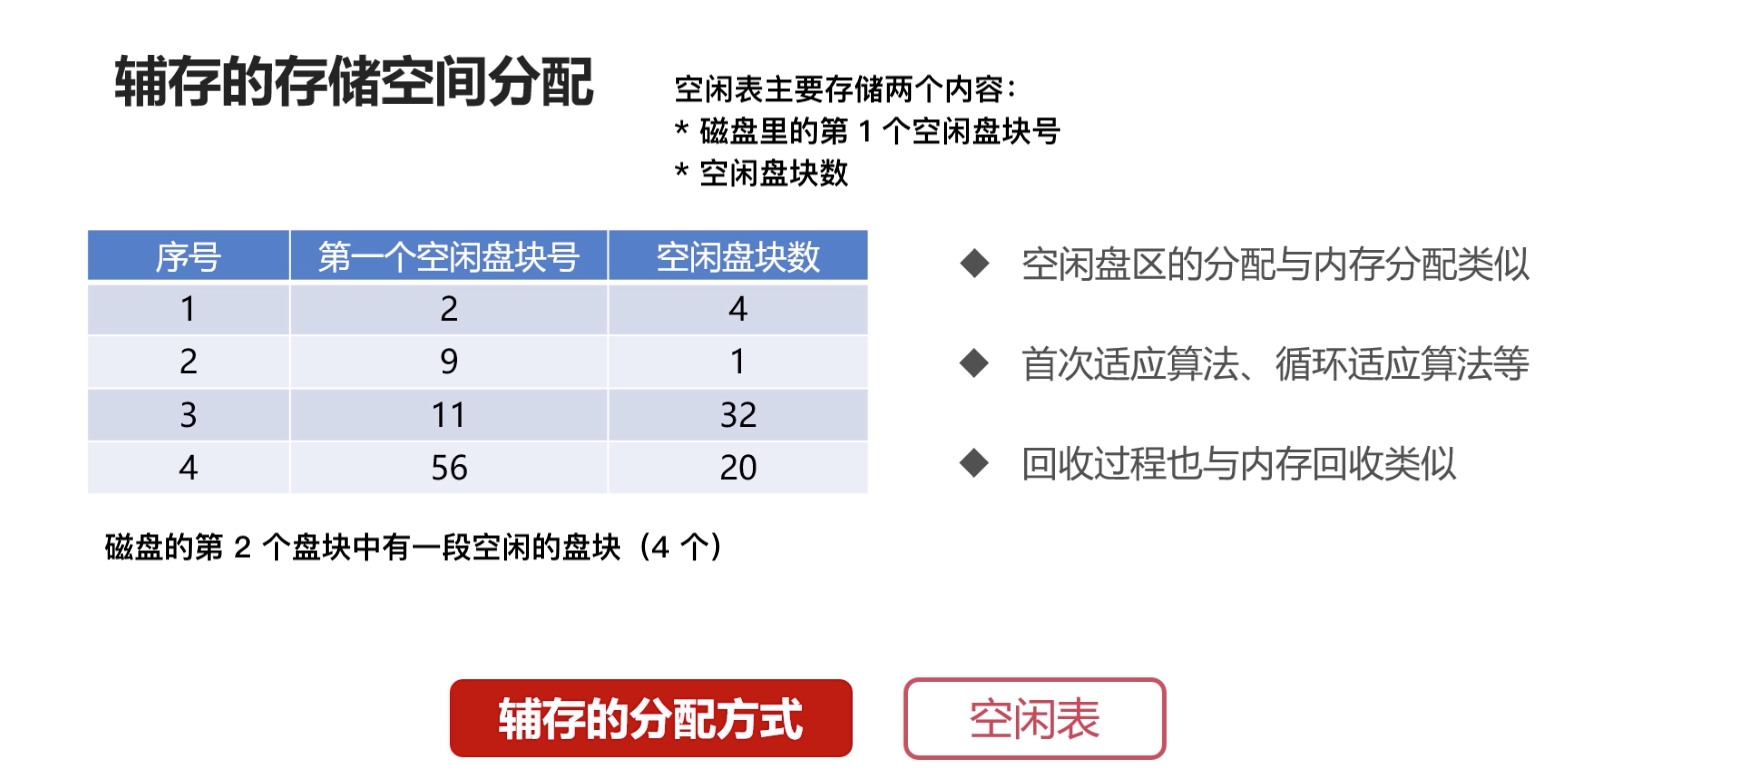 辅存的存储空间分配
空闲表主要存储两个内容：
* 磁盘里的第 1 个空闲盘块号
* 空闲盘块数
序号 第一个空闲盘块号 空闲盘块数
1 2 4
2 9 1
3 11 32
4 56 20
磁盘的第 2 个盘块中有一段空闲的盘块（4 个）
◆ 空闲盘区的分配与内存分配类似
◆ 首次适应算法、循环适应算法等
◆ 回收过程也与内存回收类似
辅存的分配方式
空闲表